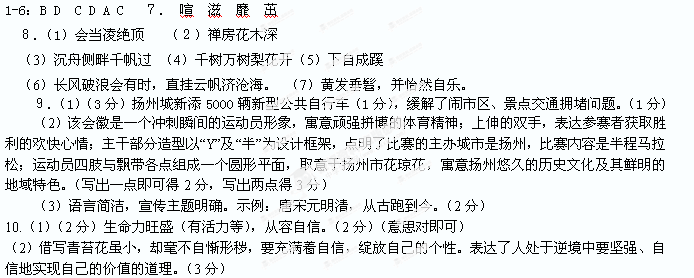 1-6：B D C D A C 7． 喧 滋 靡 茧
8．（1）会当凌绝顶 （2）禅房花木深
（3）沉舟侧畔千帆过 （4）千树万树梨花开（5）下自成蹊
（6）长风破浪会有时，直挂云帆济沧海。 （7）黄发垂髫，并怡然自乐。
9．（1）（3分）扬州城新添5000辆新型公共自行车（1分），缓解了闹市区、景点交通拥堵问题。（1分）
（2）该会徽是一个冲刺瞬间的运动员形象，寓意顽强拼搏的体育精神；上伸的双手，表达参赛者获取胜
利的欢快心情；主干部分造型以“Y”及“半”为设计框架，点明了比赛的主办城市是扬州，比赛内容是半程马拉
松；运动员四肢与飘带各点组成一个圆形平面，取意于扬州市花琼花，寓意扬州悠久的历史文化及其鲜明的
地域特色。（写出一点即可得2分，写出两点得3分）
（3）语言简洁，宣传主题明确。示例：唐宋元明清，从古跑到今。（2分）
10.（1）（2分）生命力旺盛（有活力等），从容自信。（2分）（意思对即可）
（2）借写青苔花虽小，却毫不自惭形秽，要充满着自信，绽放自己的个性。表达了人处于逆境中要坚强、自
信地实现自己的价值的道理。（3分）